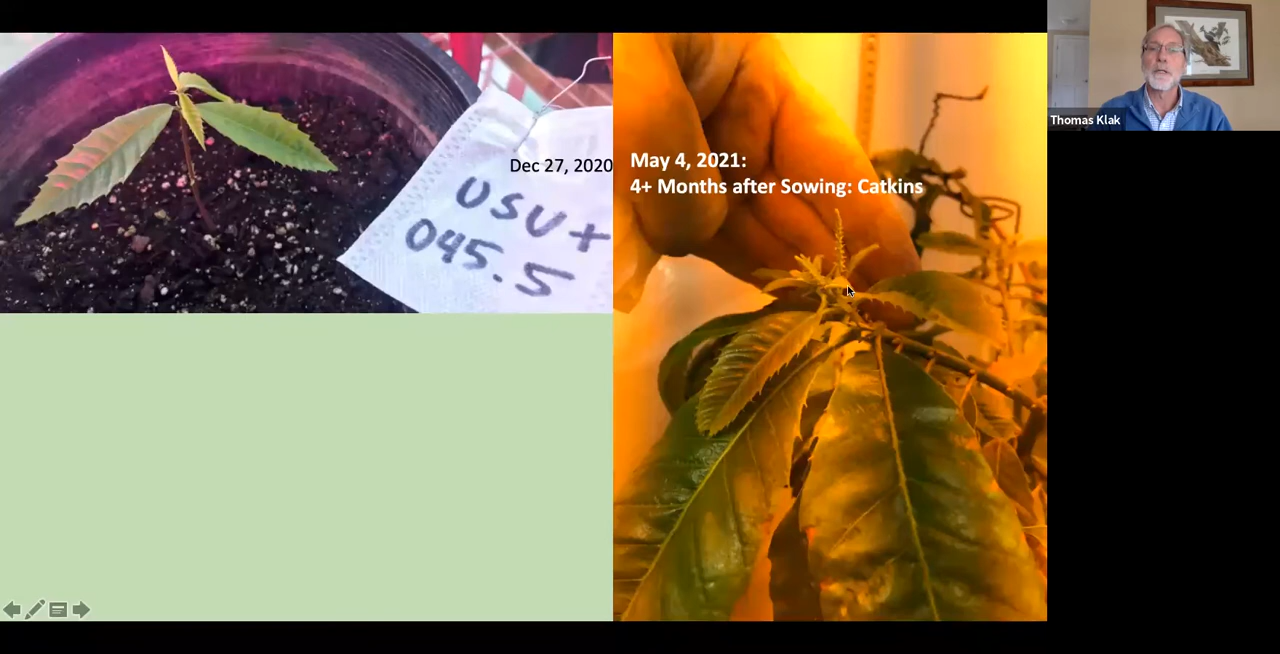 Dec 27, 2020
USU+
045.5
May 4, 2021:
4+ Months after Sowing: Catkins
Thomas Klak